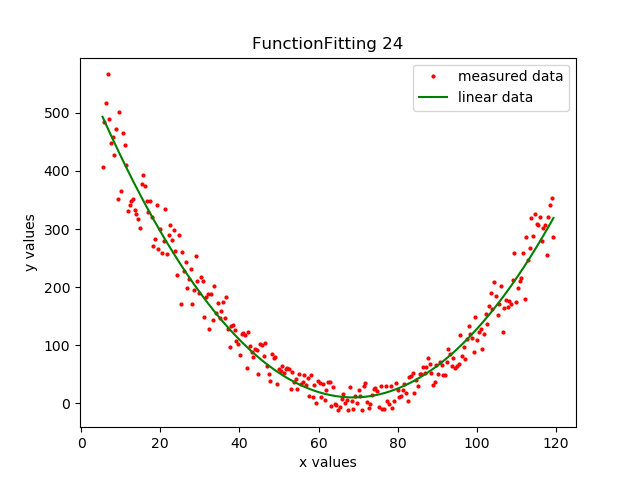 FunctionFitting 24
measured data
linear data
y values
500
400
300
200
100
0
0 20 40 60 80 100 120
x values